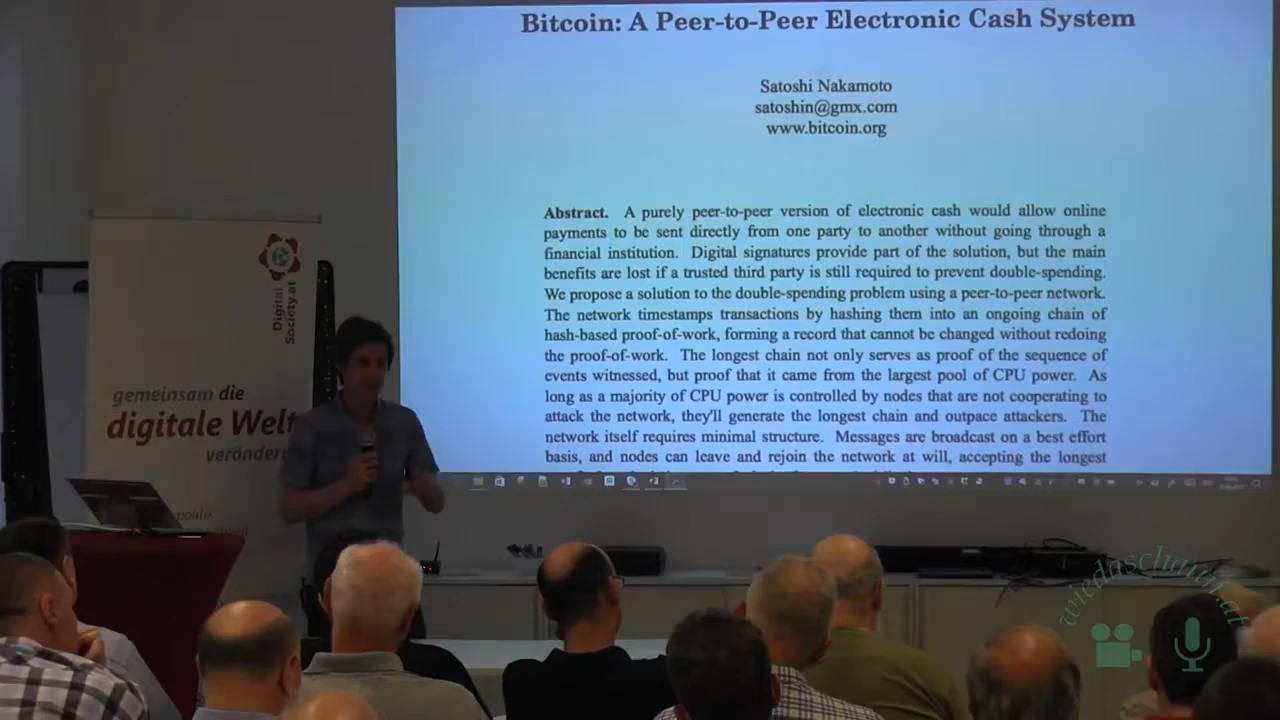 Bitcoin: A Peer-to-Peer Electronic Cash System
Satoshi Nakamoto
satoshin@gmx.com
www.bitcoin.org
Abstract. A purely peer-to-peer version of electronic cash would allow online
payments to be sent directly from one party to another without going through a
financial institution. Digital signatures provide part of the solution, but the main
benefits are lost if a trusted third party is still required to prevent double-spending.
We propose a solution to the double-spending problem using a peer-to-peer network.
The network timestamps transactions by hashing them into an ongoing chain of
hash-based proof-of-work, forming a record that cannot be changed without redoing
the proof-of-work. The longest chain not only serves as proof of the sequence of
events witnessed, but proof that it came from the largest pool of CPU power. As
long as a majority of CPU power is controlled by nodes that are not cooperating to
attack the network, they'll generate the longest chain and outpace attackers. The
network itself requires minimal structure. Messages are broadcast on a best effort
basis, and nodes can leave and rejoin the network at will, accepting the longest
Digital
Society.at
gemeinsam die
digitale Welt
verändern
wiedaschaun.at